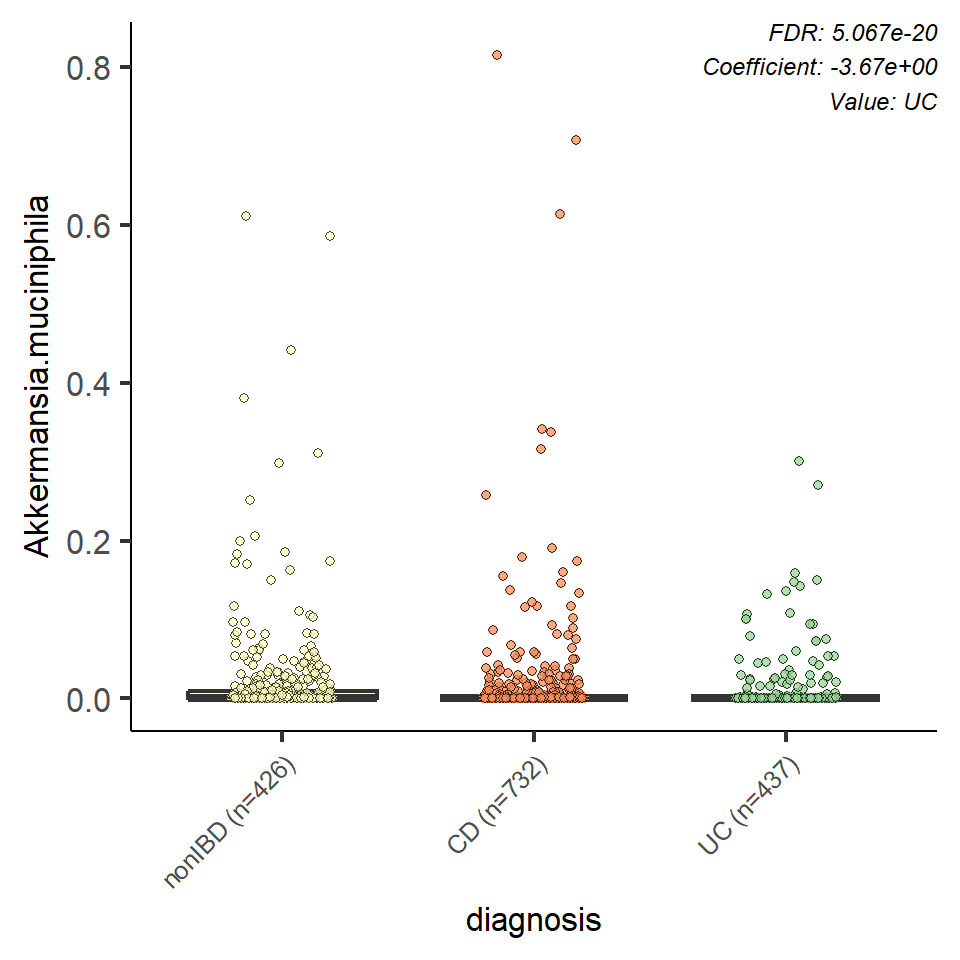 FDR: 5.067e-20
Coefficient: -3.67e+00
Value: UC
Akkermansia.muciniphila
0.8
0.6
0.4
0.2
0.0
nonIBD (n=426)
CD (n=732)
UC (n=437)
diagnosis